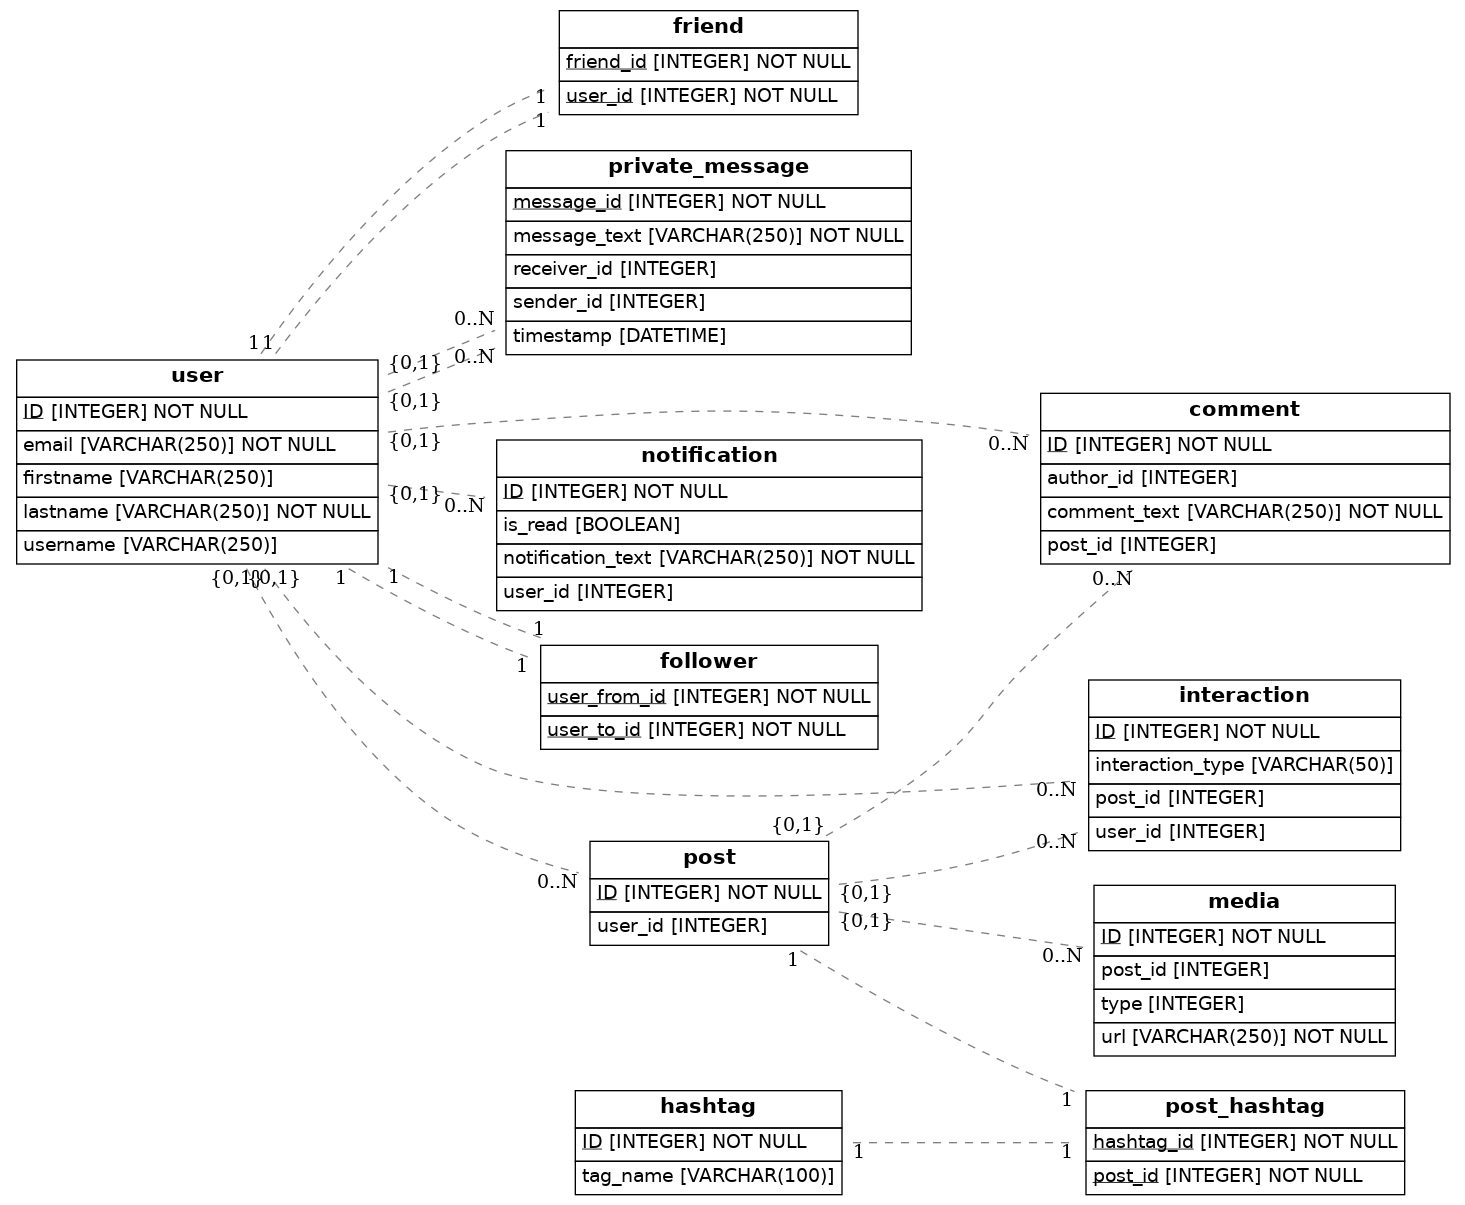 friend
friend_id [INTEGER] NOT NULL
user_id [INTEGER] NOT NULL
1
1
private_message
message_id [INTEGER] NOT NULL
message_text [VARCHAR(250)] NOT NULL
receiver_id [INTEGER]
sender_id [INTEGER]
timestamp [DATETIME]
0..N
0..N
1
1
user
ID [INTEGER] NOT NULL
email [VARCHAR(250)] NOT NULL
firstname [VARCHAR(250)]
lastname [VARCHAR(250)] NOT NULL
username [VARCHAR(250)]
{0,1}
{0,1}
{0,1}
{0,1}
{0,1}
{0,1}
1
1
comment
ID [INTEGER] NOT NULL
author_id [INTEGER]
comment_text [VARCHAR(250)] NOT NULL
post_id [INTEGER]
0..N
0..N
notification
ID [INTEGER] NOT NULL
is_read [BOOLEAN]
notification_text [VARCHAR(250)] NOT NULL
user_id [INTEGER]
0..N
1
1
follower
user_from_id [INTEGER] NOT NULL
user_to_id [INTEGER] NOT NULL
interaction
ID [INTEGER] NOT NULL
interaction_type [VARCHAR(50)]
post_id [INTEGER]
user_id [INTEGER]
0..N
0..N
{0,1}
post
ID [INTEGER] NOT NULL
user_id [INTEGER]
0..N
{0,1}
{0,1}
1
media
ID [INTEGER] NOT NULL
post_id [INTEGER]
type [INTEGER]
url [VARCHAR(250)] NOT NULL
0..N
hashtag
ID [INTEGER] NOT NULL
tag_name [VARCHAR(100)]
1
1
1
post_hashtag
hashtag_id [INTEGER] NOT NULL
post_id [INTEGER] NOT NULL